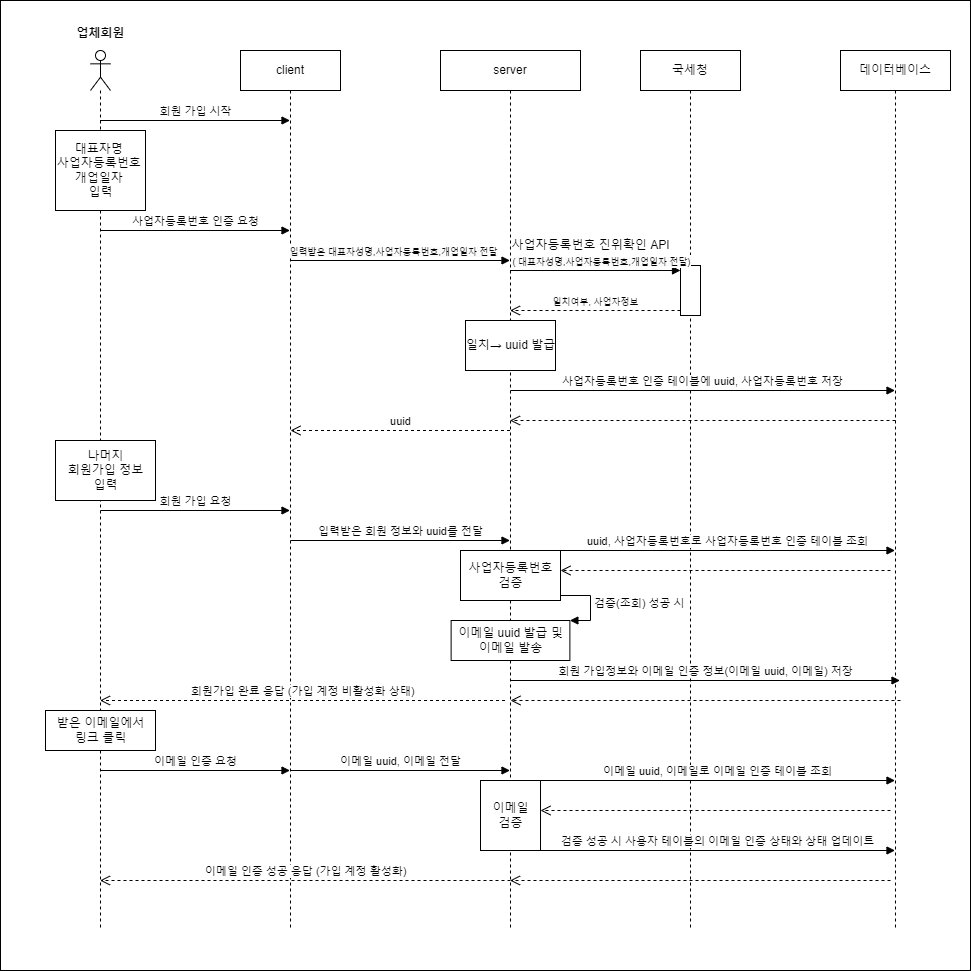 업체회원
client
server
국세청
데이터베이스
회원 가입 시작
대표자명
사업자등록번호
개업일자
입력
사업자등록번호 인증 요청
입력받은 대표자성명,사업자등록번호,개업일자 전달
사업자등록번호 진위확인 API
( 대표자성명,사업자등록번호,개업일자 전달)
일치여부, 사업자정보
일치→ uuid 발급
사업자등록번호 인증 테이블에 uuid, 사업자등록번호 저장
uuid
나머지
회원가입 정보
입력
회원 가입 요청
입력받은 회원 정보와 uuid를 전달
uuid, 사업자등록번호로 사업자등록번호 인증 테이블 조회
사업자등록번호
검증
검증(조회) 성공 시
이메일 uuid 발급 및
이메일 발송
회원 가입정보와 이메일 인증 정보(이메일 uuid, 이메일) 저장
회원가입 완료 응답 (가입 계정 비활성화 상태)
받은 이메일에서
링크 클릭
이메일 인증 요청
이메일 uuid, 이메일 전달
이메일 uuid, 이메일로 이메일 인증 테이블 조회
이메일
검증
검증 성공 시 사용자 테이블의 이메일 인증 상태와 상태 업데이트
이메일 인증 성공 응답 (가입 계정 활성화)